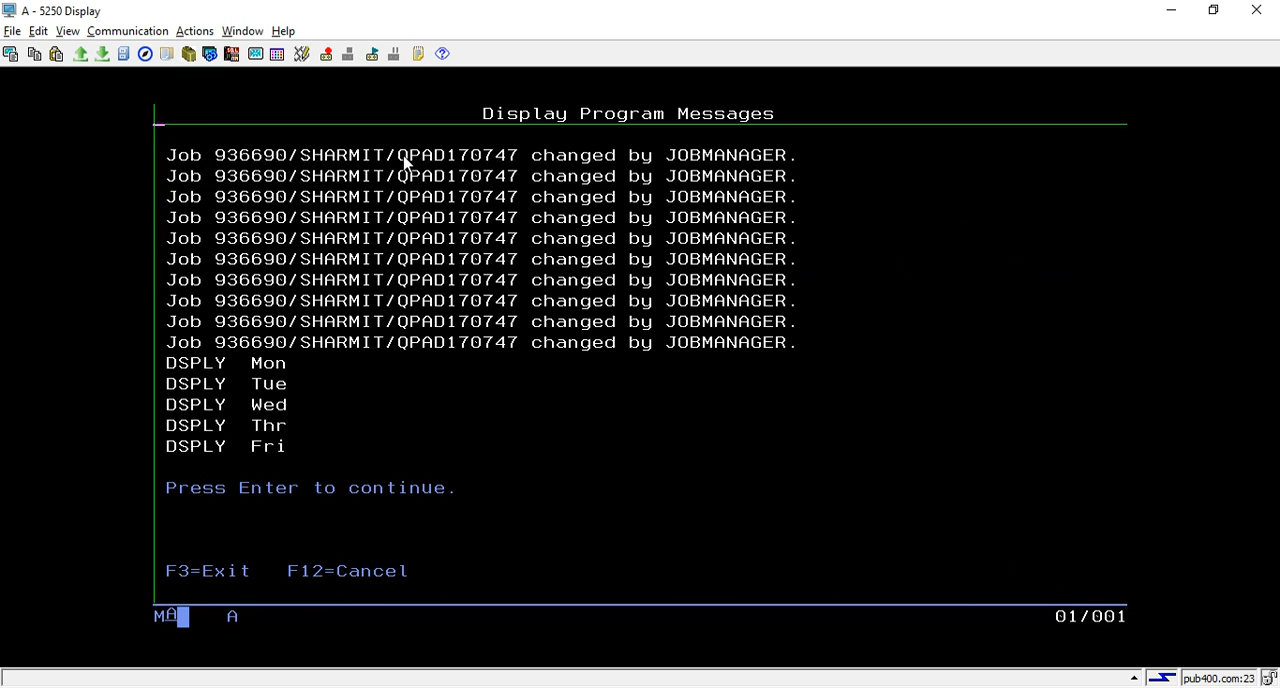 A - 5250 Display
File Edit View Communication Actions Window Help
Display Program Messages
Job 936690/SHARMIT/QPAD170747 changed by JOBMANAGER.
Job 936690/SHARMIT/QPAD170747 changed by JOBMANAGER.
Job 936690/SHARMIT/QPAD170747 changed by JOBMANAGER.
Job 936690/SHARMIT/QPAD170747 changed by JOBMANAGER.
Job 936690/SHARMIT/QPAD170747 changed by JOBMANAGER.
Job 936690/SHARMIT/QPAD170747 changed by JOBMANAGER.
Job 936690/SHARMIT/QPAD170747 changed by JOBMANAGER.
Job 936690/SHARMIT/QPAD170747 changed by JOBMANAGER.
Job 936690/SHARMIT/QPAD170747 changed by JOBMANAGER.
Job 936690/SHARMIT/QPAD170747 changed by JOBMANAGER.
DSPLY Mon
DSPLY Tue
DSPLY Wed
DSPLY Thr
DSPLY Fri
Press Enter to continue.
F3=Exit F12=Cancel
MA A 01/001
pub400.com:23